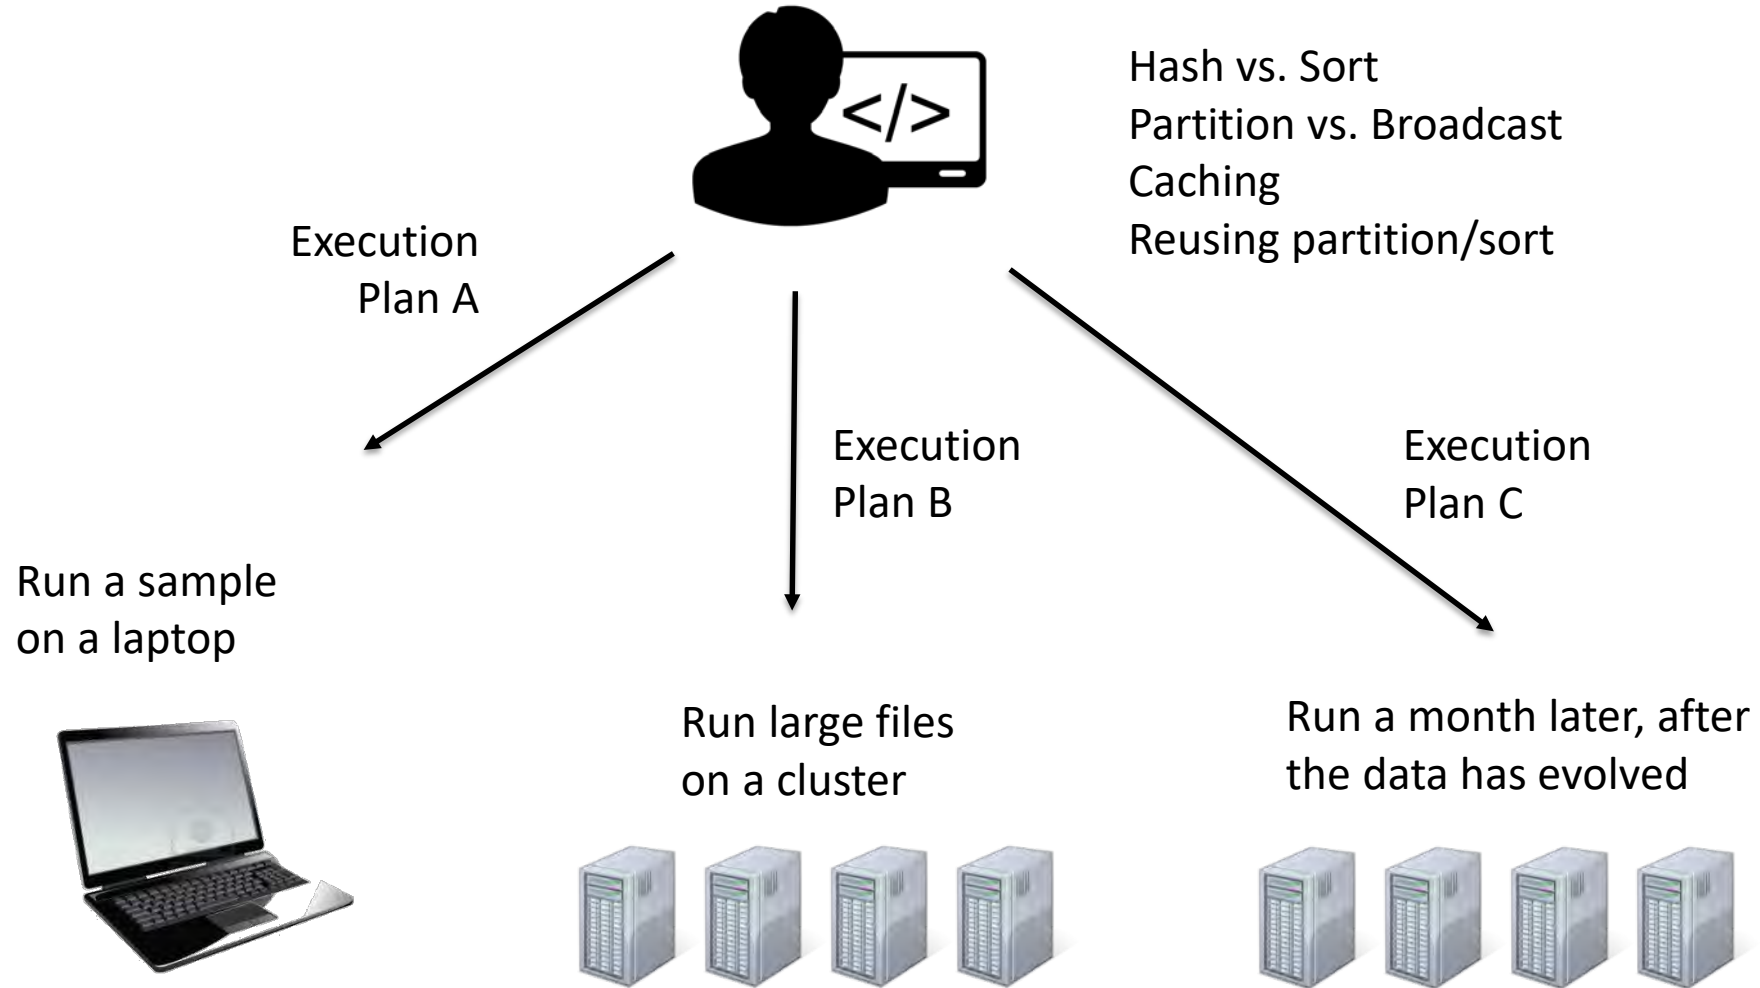 </>
Hash vs. Sort
Partition vs. Broadcast
Caching
Reusing partition/sort
Execution
Plan A
Execution
Plan B
Execution
Plan C
Run a sample
on a laptop
Run large files
on a cluster
Run a month later, after
the data has evolved